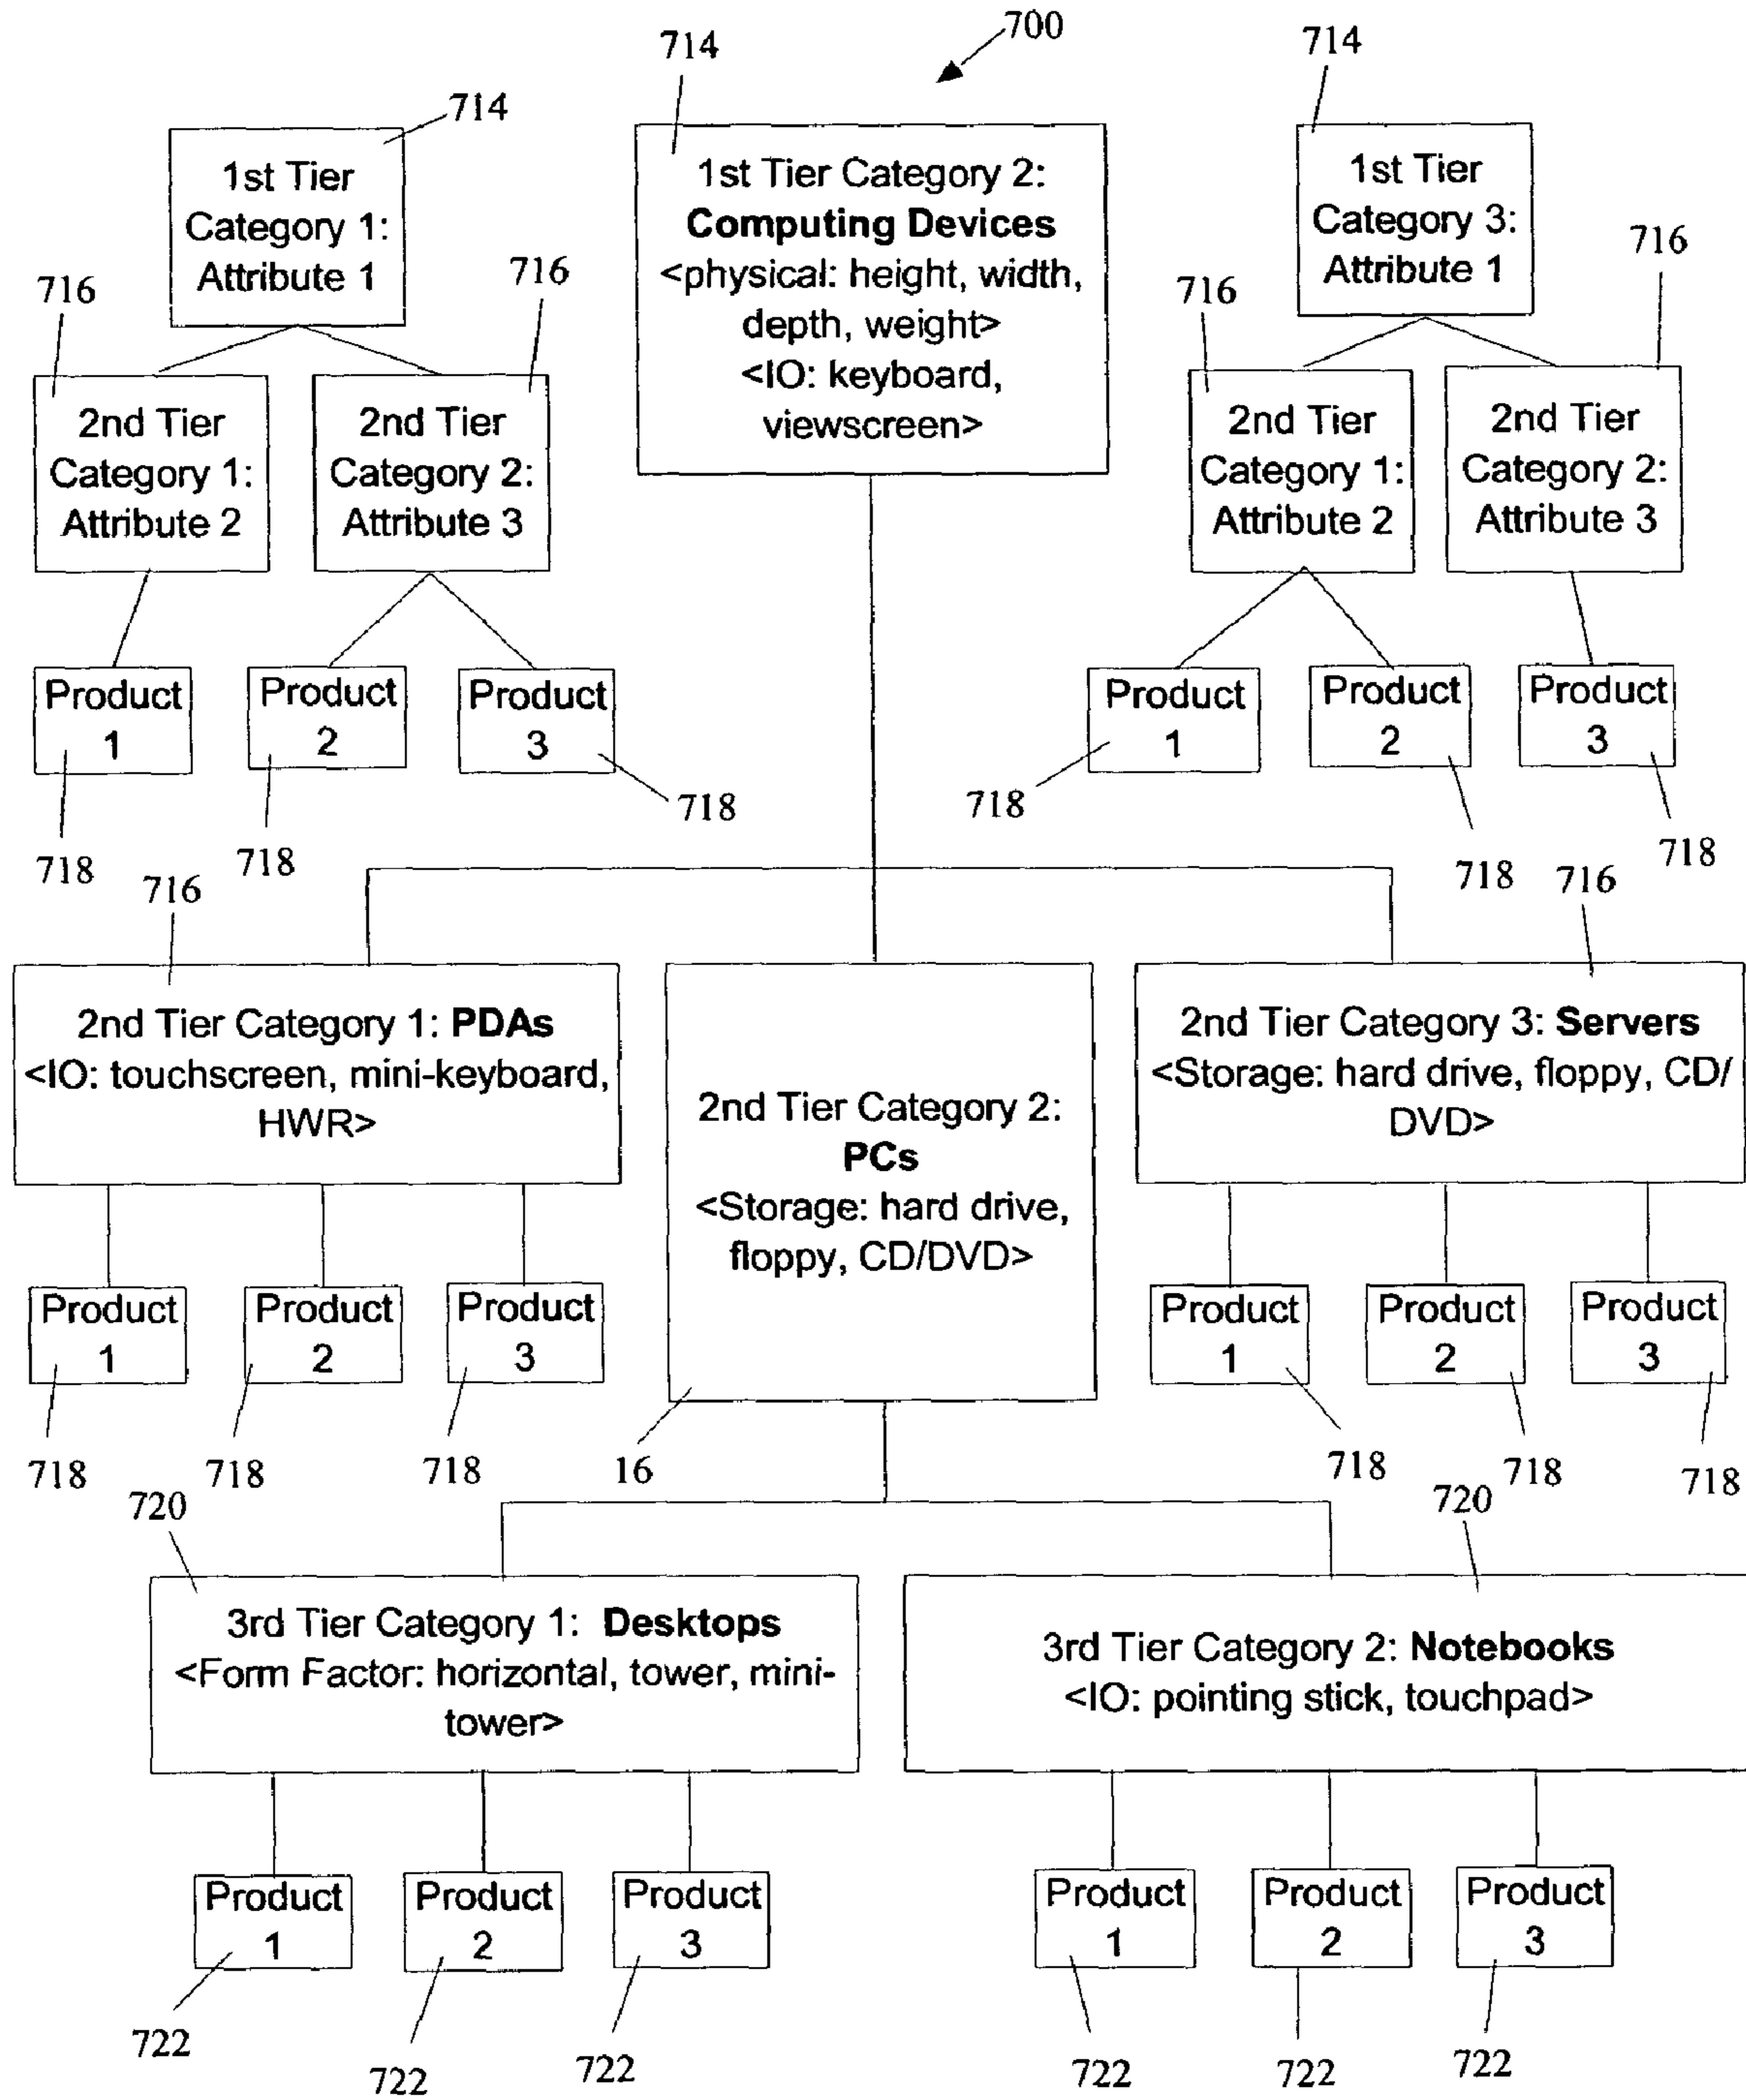 700
714
714
714
1st Tier
Category 1:
Attribute 1
1st Tier Category 2:
Computing Devices
<physical: height, width,
depth, weight>
<IO: keyboard,
viewscreen>
1st Tier
Category 3:
Attribute 1
716
716
716
716
2nd Tier
Category 1:
Attribute 2
2nd Tier
Category 2:
Attribute 3
2nd Tier
Category 1:
Attribute 2
2nd Tier
Category 2:
Attribute 3
Product
1
Product
2
Product
3
Product
1
Product
2
Product
3
718
718
718
718
718
718
716
716
2nd Tier Category 1: PDAs
<IO: touchscreen, mini-keyboard,
HWR>
2nd Tier Category 2:
PCs
<Storage: hard drive,
floppy, CD/DVD>
2nd Tier Category 3: Servers
<Storage: hard drive, floppy, CD/
DVD>
Product
1
Product
2
Product
3
Product
1
Product
2
Product
3
718
718
718
16
718
718
718
720
720
3rd Tier Category 1: Desktops
<Form Factor: horizontal, tower, mini-
tower>
3rd Tier Category 2: Notebooks
<IO: pointing stick, touchpad>
Product
1
Product
2
Product
3
Product
1
Product
2
Product
3
722
722
722
722
722
722